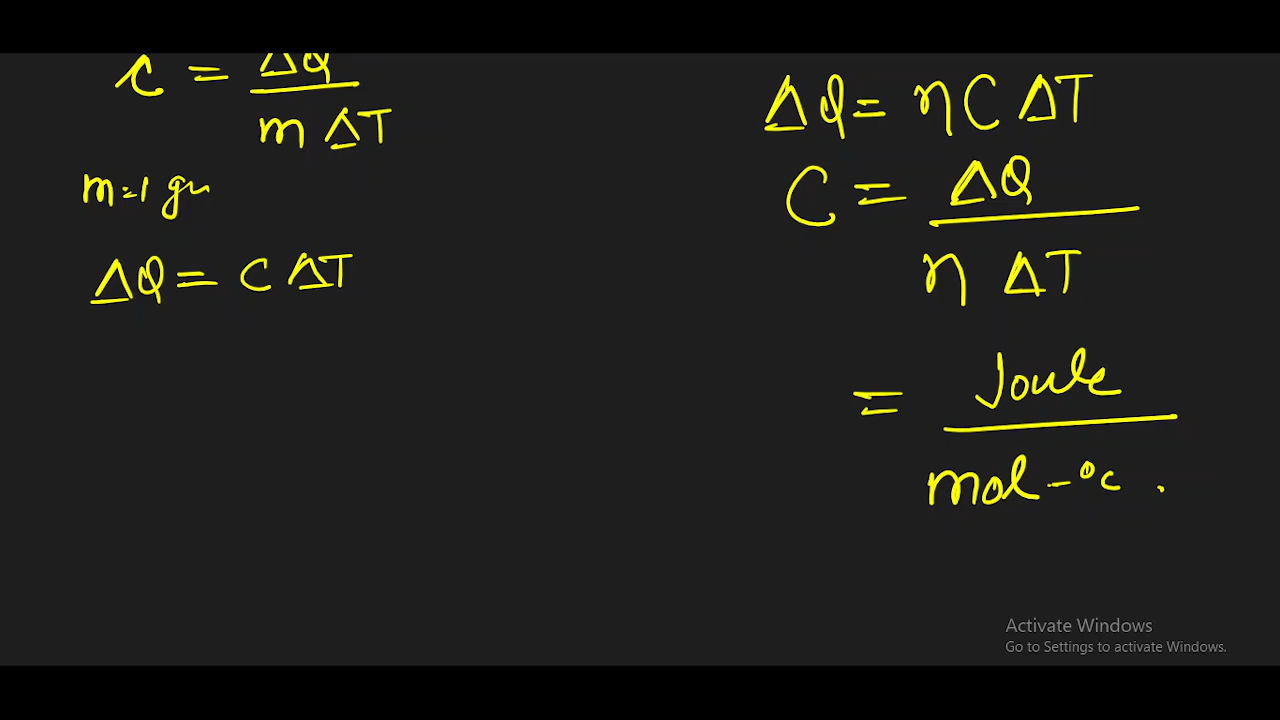 c = ΔQ / m ΔT
m=1 gm
ΔQ = C ΔT
ΔQ = n C ΔT
C = ΔQ / n ΔT
= Joule / mol-°c .
Activate Windows
Go to Settings to activate Windows.